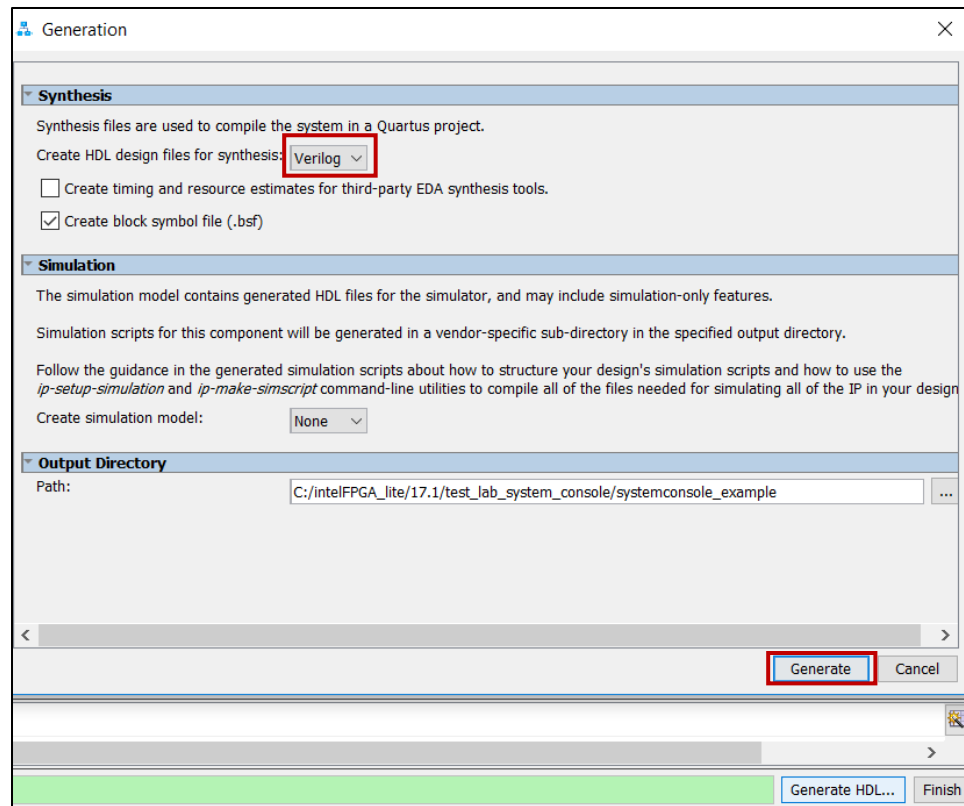 Generation
Synthesis
Synthesis files are used to compile the system in a Quartus project.
Create HDL design files for synthesis: Verilog
Create timing and resource estimates for third-party EDA synthesis tools.
Create block symbol file (.bsf)
Simulation
The simulation model contains generated HDL files for the simulator, and may include simulation-only features.
Simulation scripts for this component will be generated in a vendor-specific sub-directory in the specified output directory.
Follow the guidance in the generated simulation scripts about how to structure your design's simulation scripts and how to use the
ip-setup-simulation and ip-make-simscript command-line utilities to compile all of the files needed for simulating all of the IP in your design
Create simulation model: None
Output Directory
Path: C:/intelFPGA_lite/17.1/test_lab_system_console/systemconsole_example ...
Generate Cancel
Generate HDL... Finish